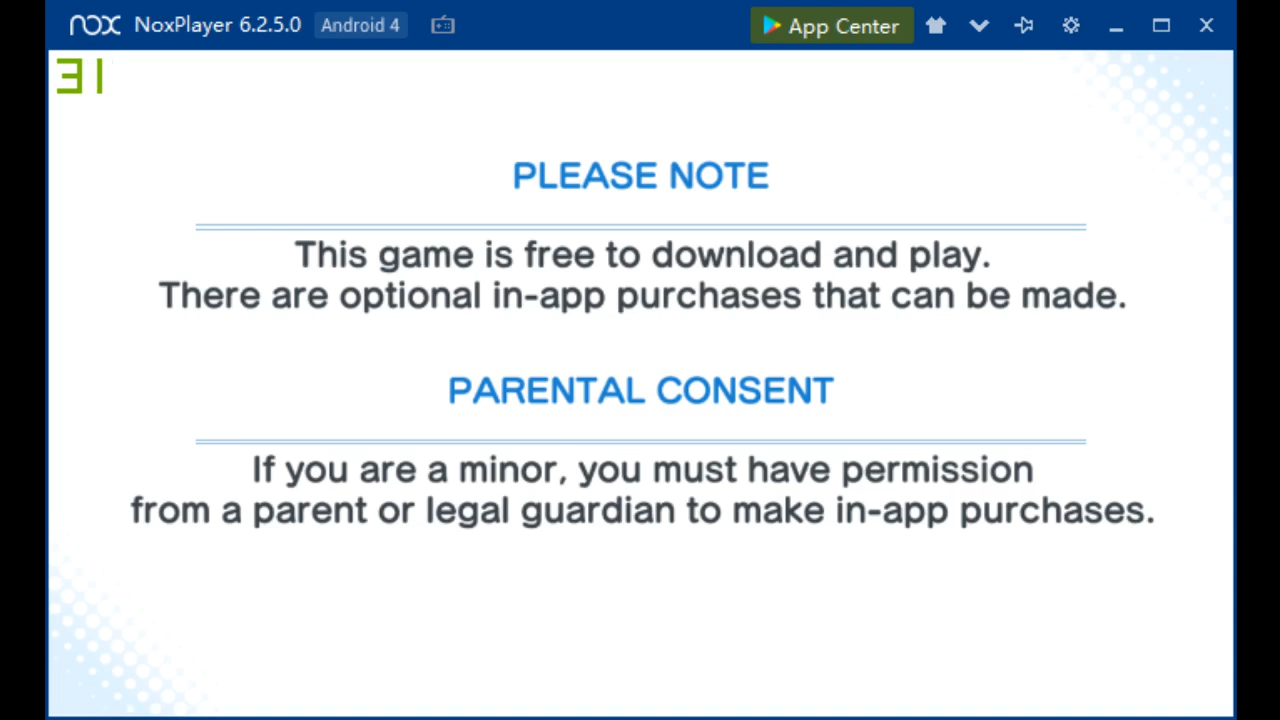 nox NoxPlayer 6.2.5.0 Android 4 App Center
31
PLEASE NOTE
This game is free to download and play.
There are optional in-app purchases that can be made.
PARENTAL CONSENT
If you are a minor, you must have permission
from a parent or legal guardian to make in-app purchases.